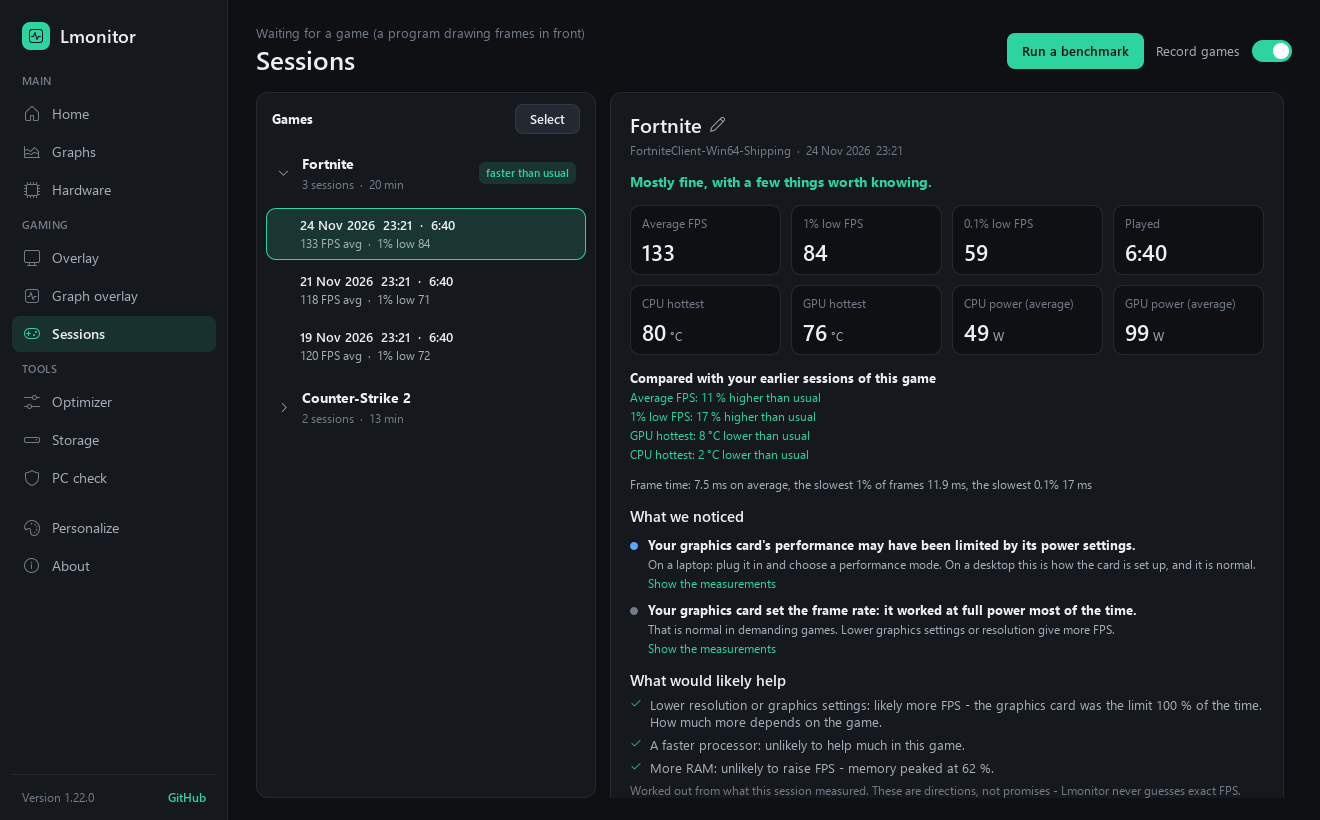 Lmonitor
MAIN
Home
Graphs
Hardware
GAMING
Overlay
Graph overlay
Sessions
TOOLS
Optimizer
Storage
PC check
Personalize
About
Version 1.22.0
GitHub
Waiting for a game (a program drawing frames in front)
Sessions
Run a benchmark
Record games
Games
Select
Fortnite
3 sessions · 20 min
faster than usual
24 Nov 2026 23:21 · 6:40
133 FPS avg · 1% low 84
21 Nov 2026 23:21 · 6:40
118 FPS avg · 1% low 71
19 Nov 2026 23:21 · 6:40
120 FPS avg · 1% low 72
Counter-Strike 2
2 sessions · 13 min
Fortnite
FortniteClient-Win64-Shipping · 24 Nov 2026 23:21
Mostly fine, with a few things worth knowing.
Average FPS
133
1% low FPS
84
0.1% low FPS
59
Played
6:40
CPU hottest
80 °C
GPU hottest
76 °C
CPU power (average)
49 W
GPU power (average)
99 W
Compared with your earlier sessions of this game
Average FPS: 11 % higher than usual
1% low FPS: 17 % higher than usual
GPU hottest: 8 °C lower than usual
CPU hottest: 2 °C lower than usual
Frame time: 7.5 ms on average, the slowest 1% of frames 11.9 ms, the slowest 0.1% 17 ms
What we noticed
Your graphics card's performance may have been limited by its power settings.
On a laptop: plug it in and choose a performance mode. On a desktop this is how the card is set up, and it is normal.
Show the measurements
Your graphics card set the frame rate: it worked at full power most of the time.
That is normal in demanding games. Lower graphics settings or resolution give more FPS.
Show the measurements
What would likely help
Lower resolution or graphics settings: likely more FPS - the graphics card was the limit 100 % of the time.
How much more depends on the game.
A faster processor: unlikely to help much in this game.
More RAM: unlikely to raise FPS - memory peaked at 62 %.
Worked out from what this session measured. These are directions, not promises - Lmonitor never guesses exact FPS.